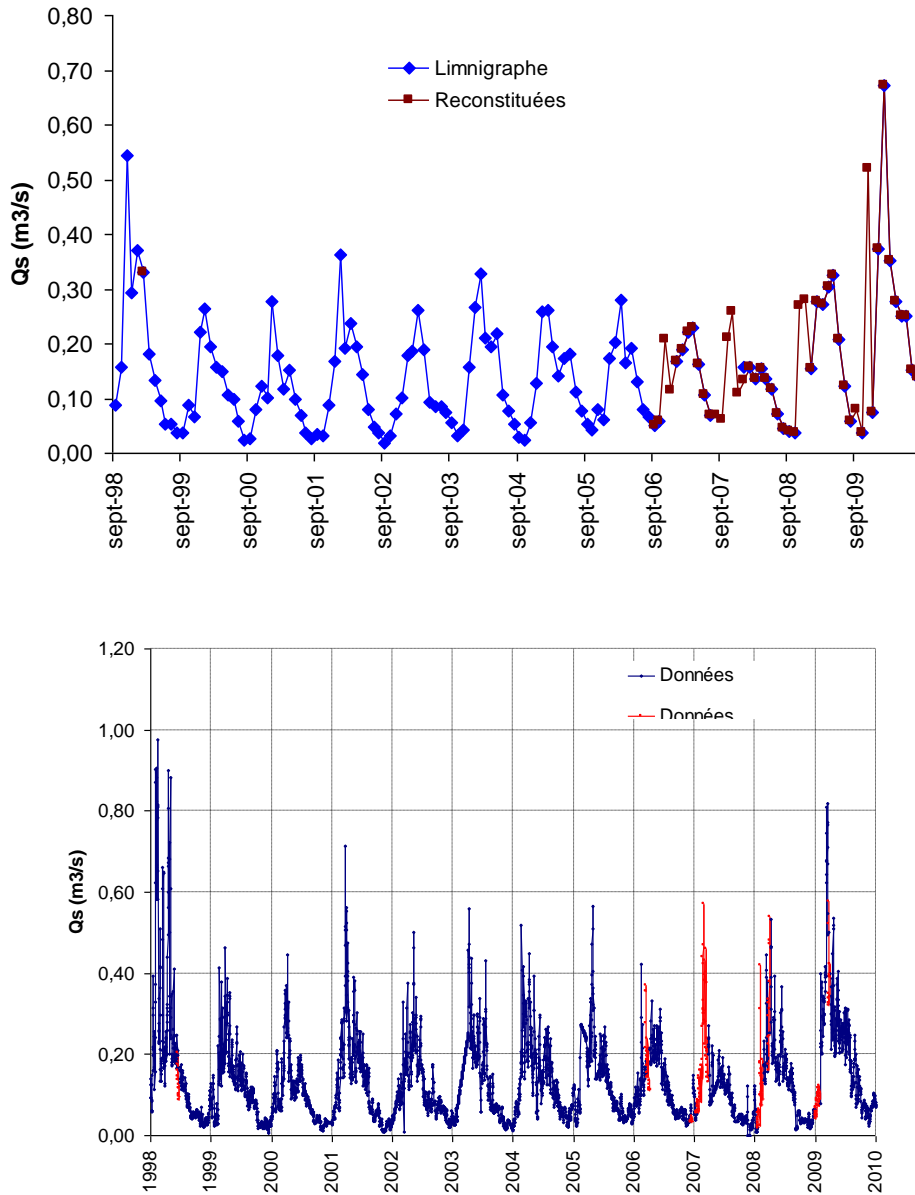 0,80
0,70
0,60
0,50
0,40
0,30
0,20
0,10
0,00
Qs (m3/s)
Limnigraphe
Reconstituées
sept-98
sept-99
sept-00
sept-01
sept-02
sept-03
sept-04
sept-05
sept-06
sept-07
sept-08
sept-09
1,20
1,00
0,80
0,60
0,40
0,20
0,00
Qs (m3/s)
Données
Données
1998
1999
2000
2001
2002
2003
2004
2005
2006
2007
2008
2009
2010